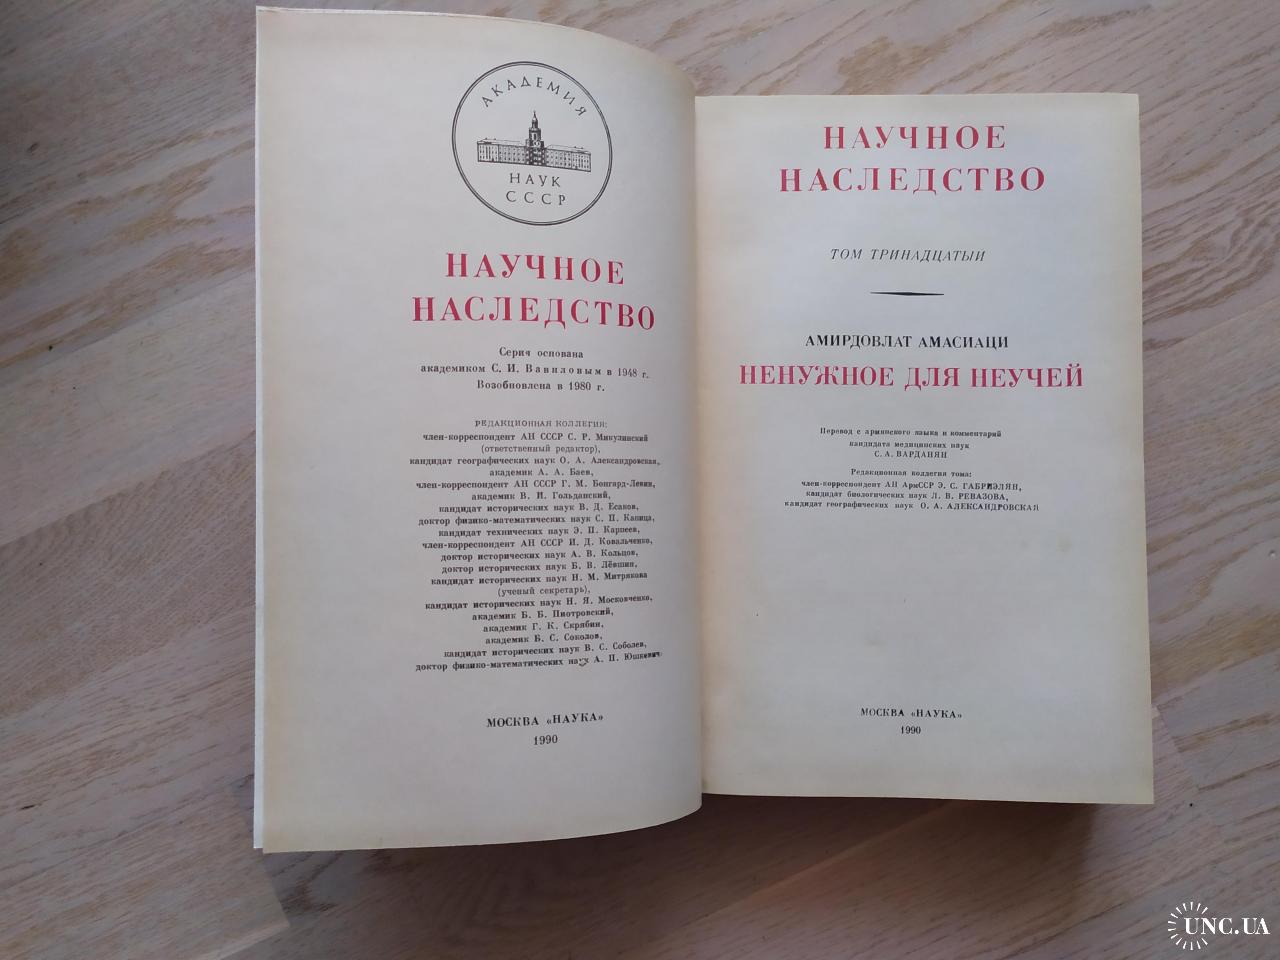 АКАДЕМИЯ
НАУК
СССР
НАУЧНОЕ
НАСЛЕДСТВО
Серия основана
академиком С. И. Вавиловым в 1948 г.
Возобновлена в 1980 г.
РЕДАКЦИОННАЯ КОЛЛЕГИЯ:
член-корреспондент АН СССР С. Р. Микулинский
(ответственный редактор),
кандидат географических наук О. А. Александровская,
академик А. А. Баев,
член-корреспондент АН СССР Г. М. Бонгард-Левин,
академик В. И. Гольданский,
кандидат исторических наук В. Д. Есаков,
доктор физико-математических наук С. П. Капица,
кандидат технических наук Э. П. Карпеев,
член-корреспондент АН СССР И. Д. Ковальченко,
доктор исторических наук А. В. Кольцов,
доктор исторических наук Б. В. Лёвшин,
кандидат исторических наук Н. М. Митрякова
(ученый секретарь),
кандидат исторических наук Н. Я. Московченко,
академик Б. Б. Пиотровский,
академик Г. К. Скрябин,
академик Б. С. Соколов,
кандидат исторических наук В. С. Соболев,
доктор физико-математических наук А. П. Юшкевич
МОСКВА «НАУКА»
1990
НАУЧНОЕ
НАСЛЕДСТВО
ТОМ ТРИНАДЦАТЫЙ
АМИРДОВЛАТ АМАСИАЦИ
НЕНУЖНОЕ ДЛЯ НЕУЧЕЙ
Перевод с армянского языка и комментарий
кандидата медицинских наук
С. А. ВАРДАНЯН
Редакционная коллегия тома:
член-корреспондент АН АрмССР Э. С. ГАБРИЭЛЯН,
кандидат биологических наук Л. В. РЕВАЗОВА,
кандидат географических наук О. А. АЛЕКСАНДРОВСКАЯ
МОСКВА «НАУКА»
1990
UNC.UA